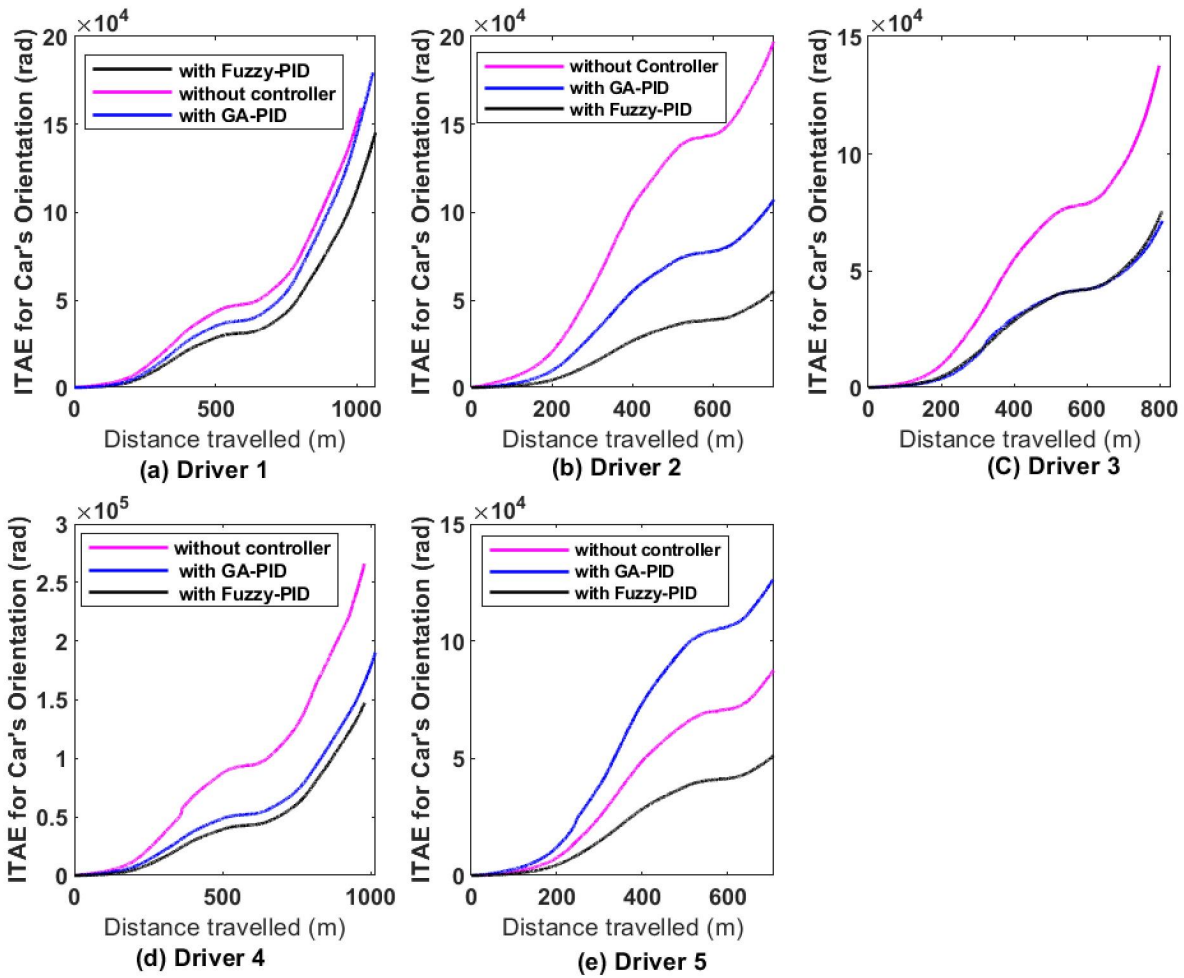 ×10⁴
20
15
10
5
0
0 500 1000
ITAE for Car's Orientation (rad)
with Fuzzy-PID
without controller
with GA-PID
Distance travelled (m)
(a) Driver 1
×10⁴
20
15
10
5
0
0 200 400 600
ITAE for Car's Orientation (rad)
without Controller
with GA-PID
with Fuzzy-PID
Distance travelled (m)
(b) Driver 2
×10⁴
15
10
5
0
0 200 400 600 800
ITAE for Car's Orientation (rad)
Distance travelled (m)
(C) Driver 3
×10⁵
3
2.5
2
1.5
1
0.5
0
0 500 1000
ITAE for Car's Orientation (rad)
without controller
with GA-PID
with Fuzzy-PID
Distance travelled (m)
(d) Driver 4
×10⁴
15
10
5
0
0 200 400 600
ITAE for Car's Orientation (rad)
without controller
with GA-PID
with Fuzzy-PID
Distance travelled (m)
(e) Driver 5